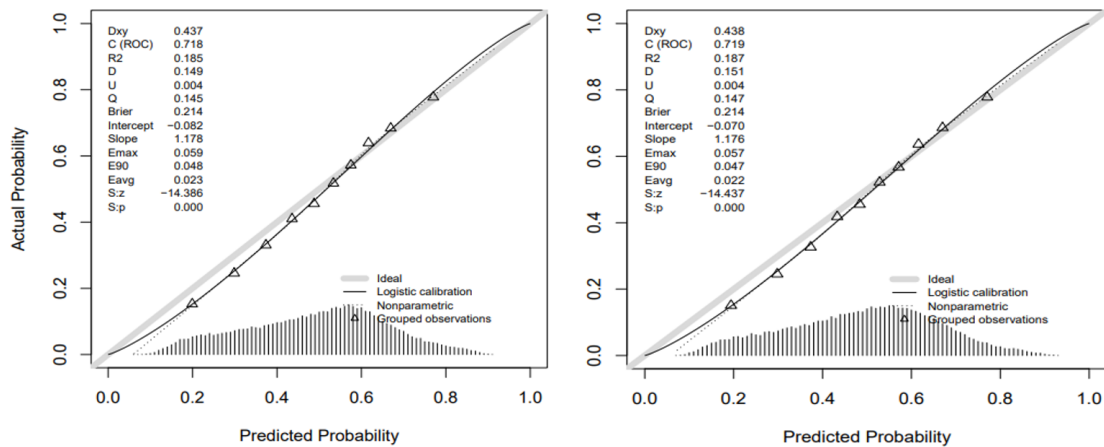 Actual Probability
1.0
0.8
0.6
0.4
0.2
0.0
Dxy 0.437
C (ROC) 0.718
R2 0.185
D 0.149
U 0.004
Q 0.145
Brier 0.214
Intercept −0.082
Slope 1.178
Emax 0.059
E90 0.048
Eavg 0.023
S:z −14.386
S:p 0.000
Ideal
Logistic calibration
Nonparametric
Grouped observations
0.0 0.2 0.4 0.6 0.8 1.0
Predicted Probability
1.0
0.8
0.6
0.4
0.2
0.0
Dxy 0.438
C (ROC) 0.719
R2 0.187
D 0.151
U 0.004
Q 0.147
Brier 0.214
Intercept −0.070
Slope 1.176
Emax 0.057
E90 0.047
Eavg 0.022
S:z −14.437
S:p 0.000
Ideal
Logistic calibration
Nonparametric
Grouped observations
0.0 0.2 0.4 0.6 0.8 1.0
Predicted Probability